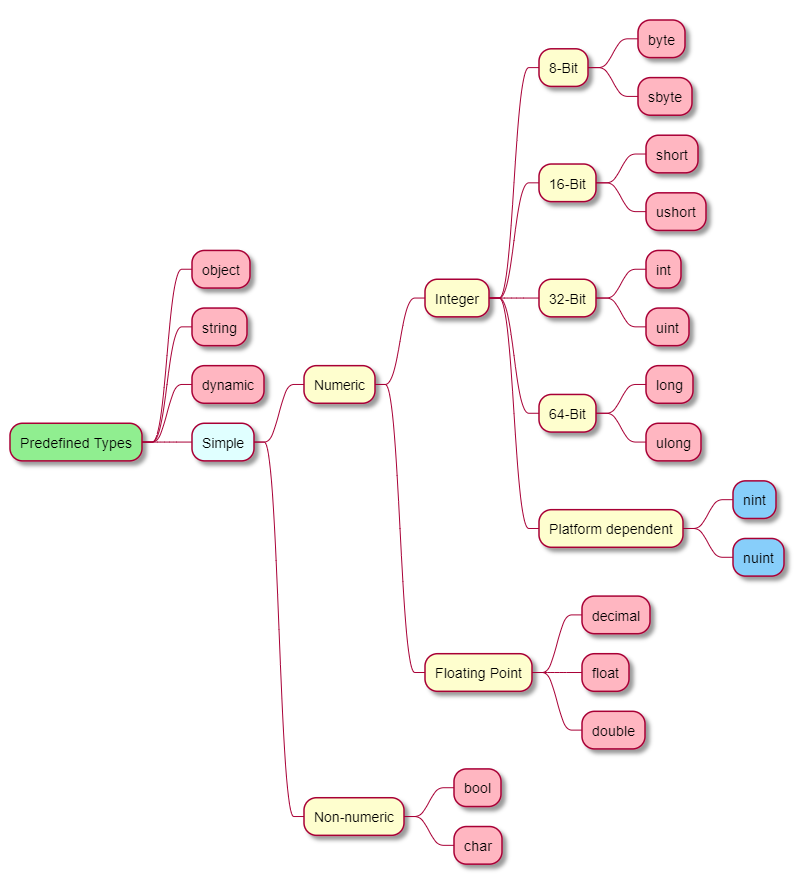 Predefined Types
object
string
dynamic
Simple
Numeric
Integer
8-Bit
byte
sbyte
16-Bit
short
ushort
32-Bit
int
uint
64-Bit
long
ulong
Platform dependent
nint
nuint
Floating Point
decimal
float
double
Non-numeric
bool
char